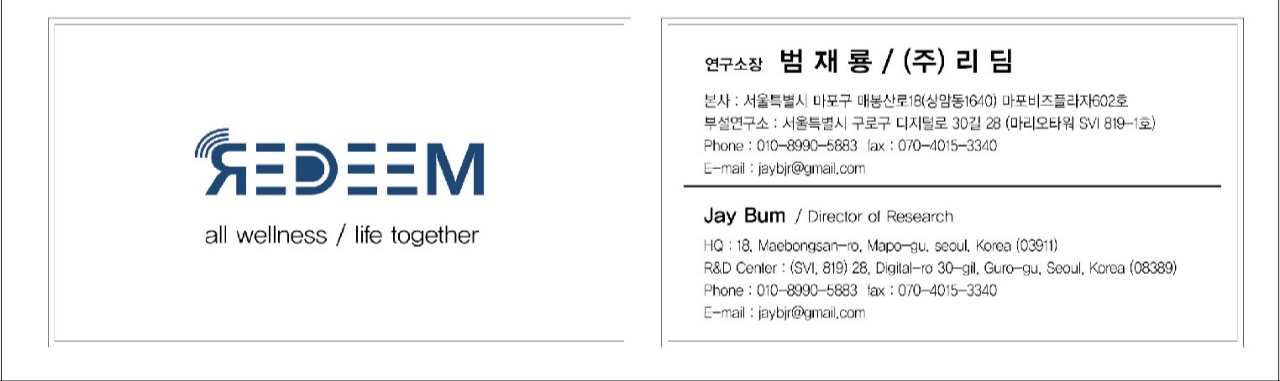 REDEEM
all wellness / life together
연구소장 범재룡 / (주)리딤
본사 : 서울특별시 마포구 매봉산로18(상암동1640) 마포비즈플라자602호
부설연구소 : 서울특별시 구로구 디지털로 30길 28 (마리오타워 SVI 819-1호)
Phone : 010-8990-5883 fax : 070-4015-3340
E-mail : jaybjr@gmail.com
Jay Bum / Director of Research
HQ : 18, Maebongsan-ro, Mapo-gu, seoul, Korea (03911)
R&D Center : (SVI, 819) 28, Digital-ro 30-gil, Guro-gu, Seoul, Korea (08389)
Phone : 010-8990-5883 fax : 070-4015-3340
E-mail : jaybjr@gmail.com